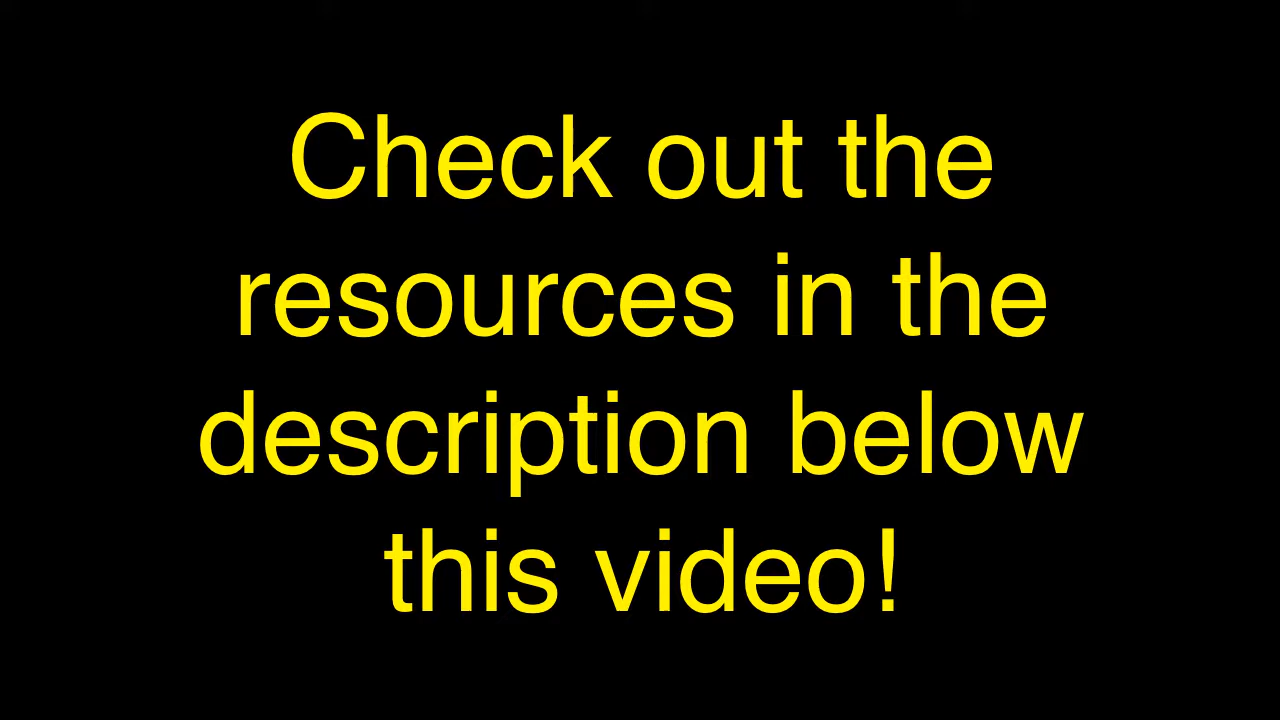 Check out the
resources in the
description below
this video!